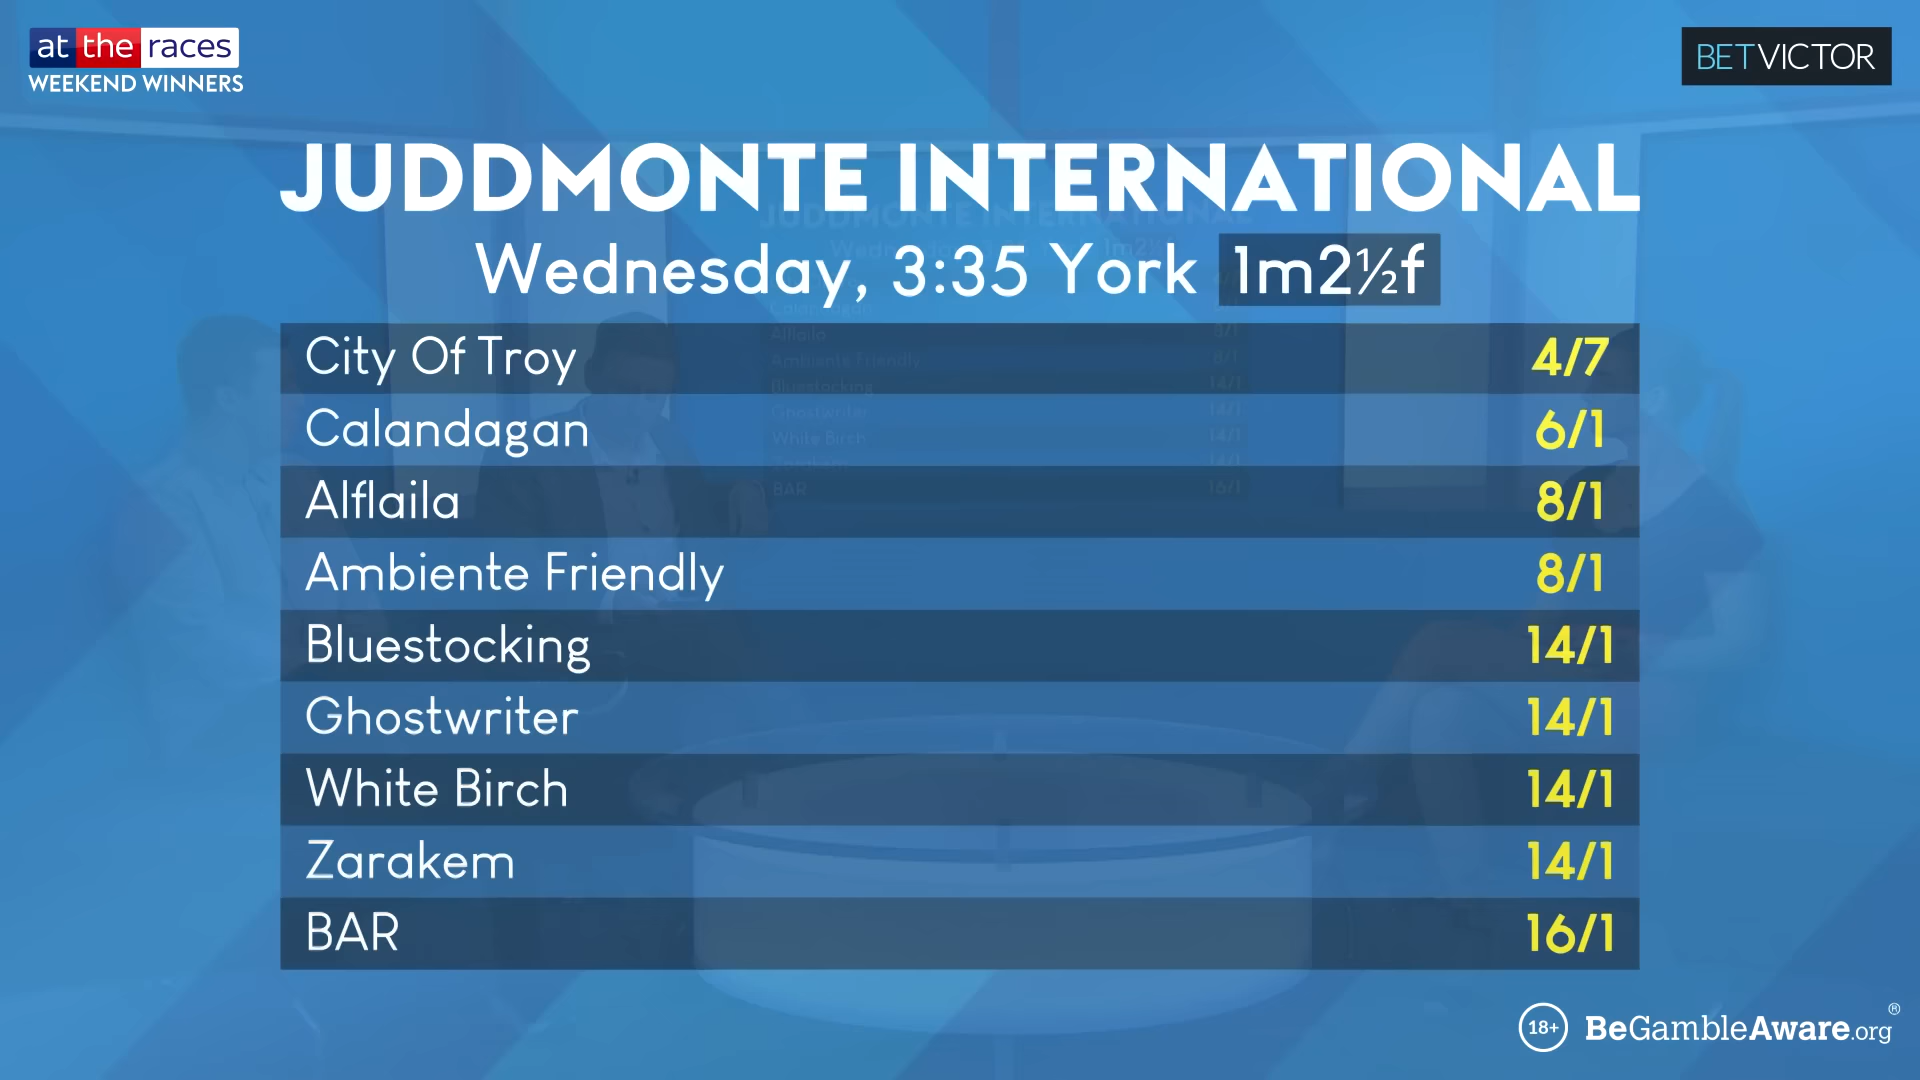 at the races
WEEKEND WINNERS
BETVICTOR
JUDDMONTE INTERNATIONAL
Wednesday, 3:35 York 1m2½f
City Of Troy 4/7
Calandagan 6/1
Alflaila 8/1
Ambiente Friendly 8/1
Bluestocking 14/1
Ghostwriter 14/1
White Birch 14/1
Zarakem 14/1
BAR 16/1
18+ BeGambleAware.org®